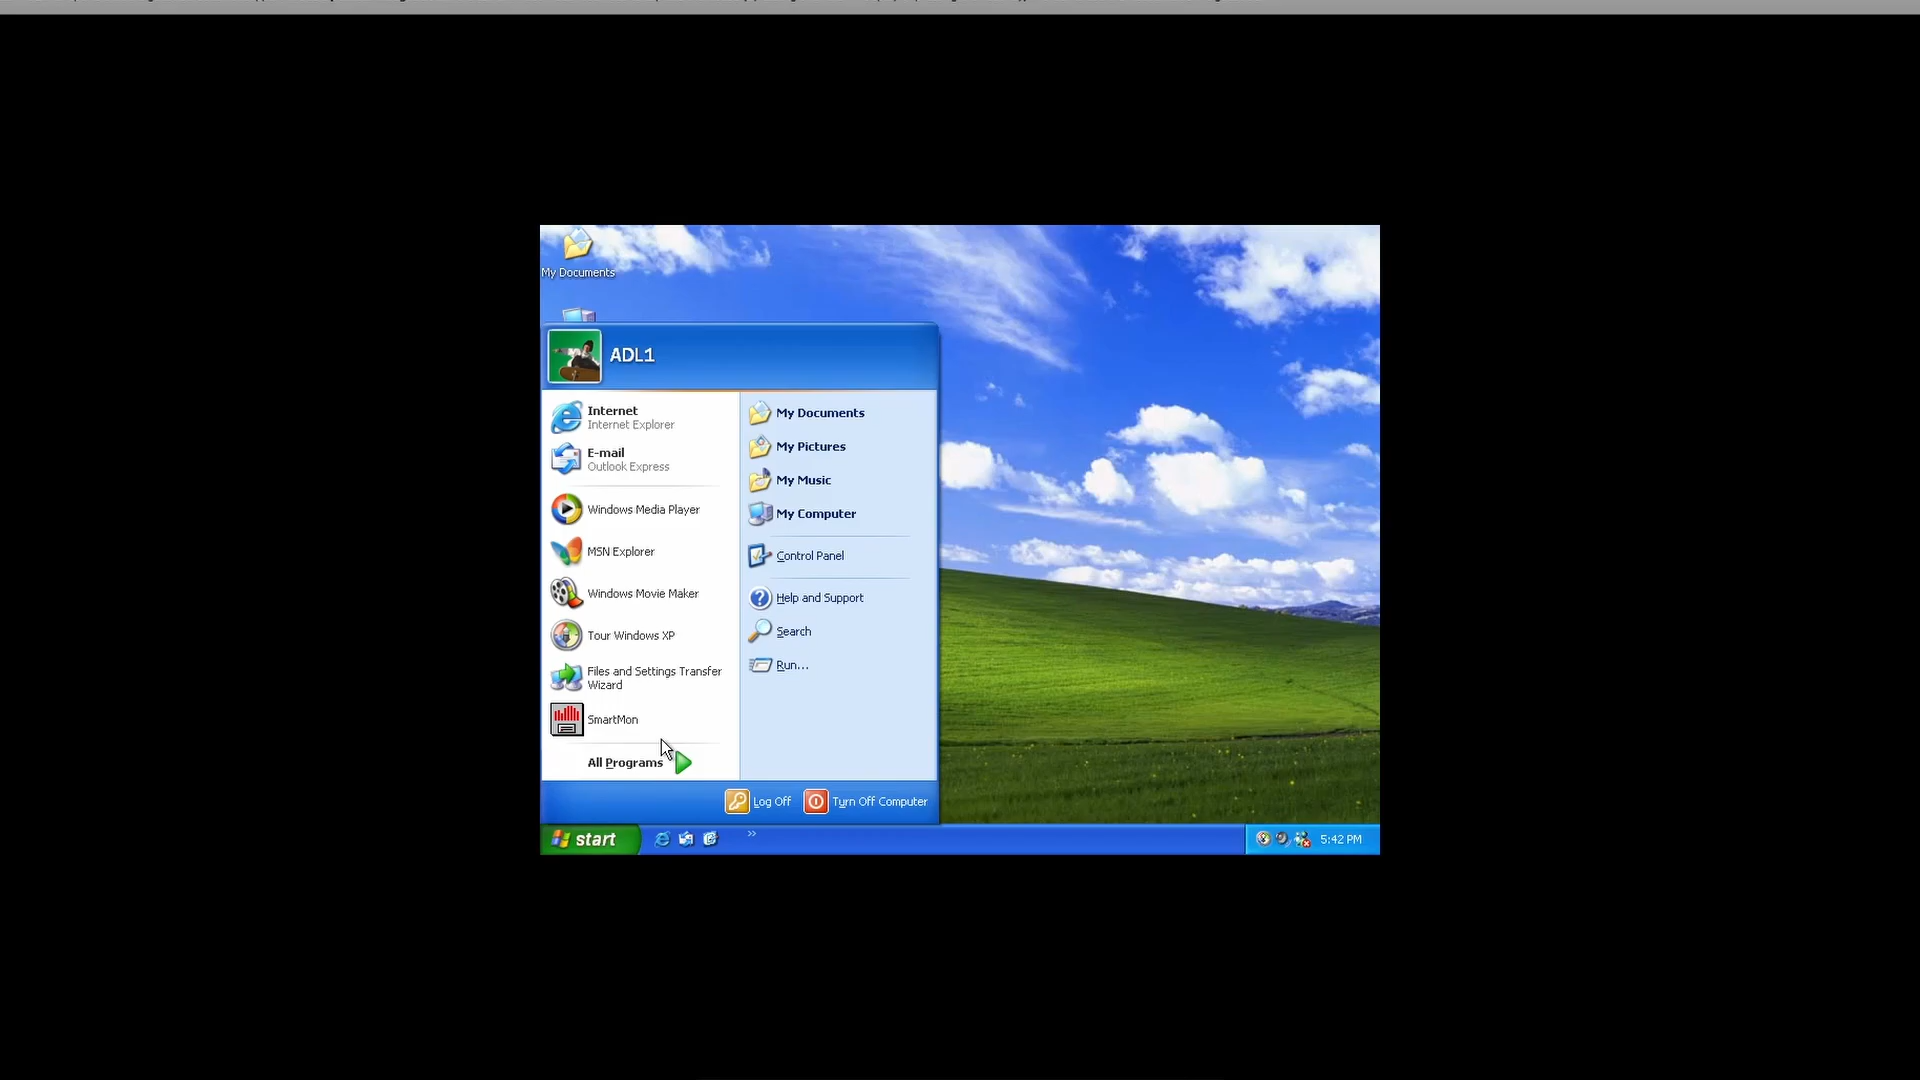 My Documents
ADL1
Internet
Internet Explorer
E-mail
Outlook Express
Windows Media Player
MSN Explorer
Windows Movie Maker
Tour Windows XP
Files and Settings Transfer
Wizard
SmartMon
All Programs
My Documents
My Pictures
My Music
My Computer
Control Panel
Help and Support
Search
Run...
Log Off
Turn Off Computer
start
5:42 PM